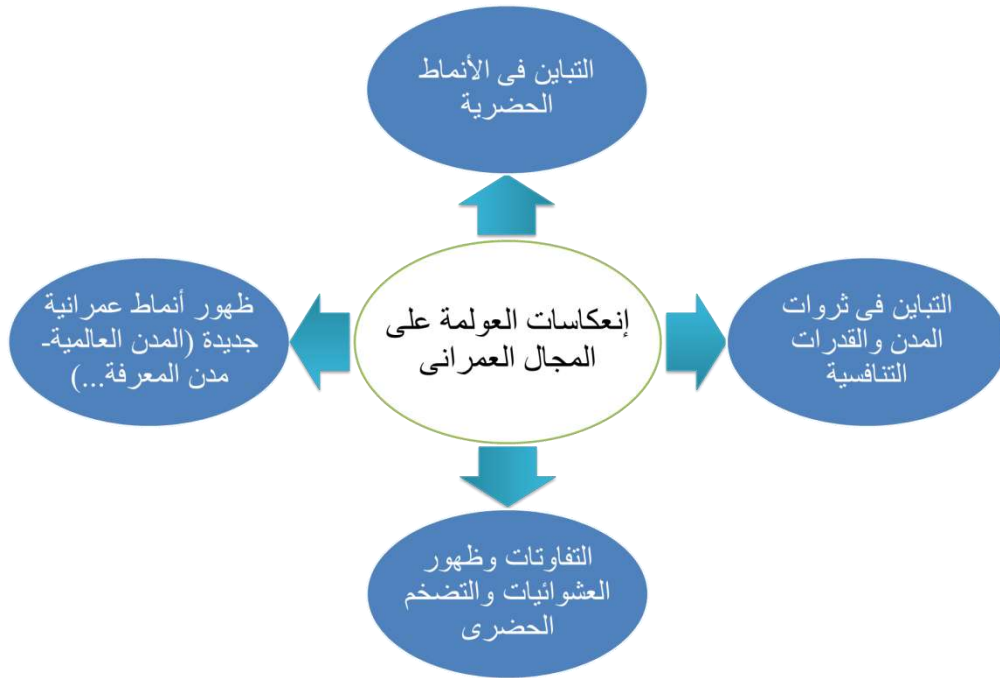 التباين فى الأنماط
الحضرية
التباين فى ثروات
المدن والقدرات
التنافسية
إنعكاسات العولمة على
المجال العمرانى
ظهور أنماط عمرانية
جديدة (المدن العالمية-
مدن المعرفة...)
التفاوتات وظهور
العشوائيات والتضخم
الحضرى